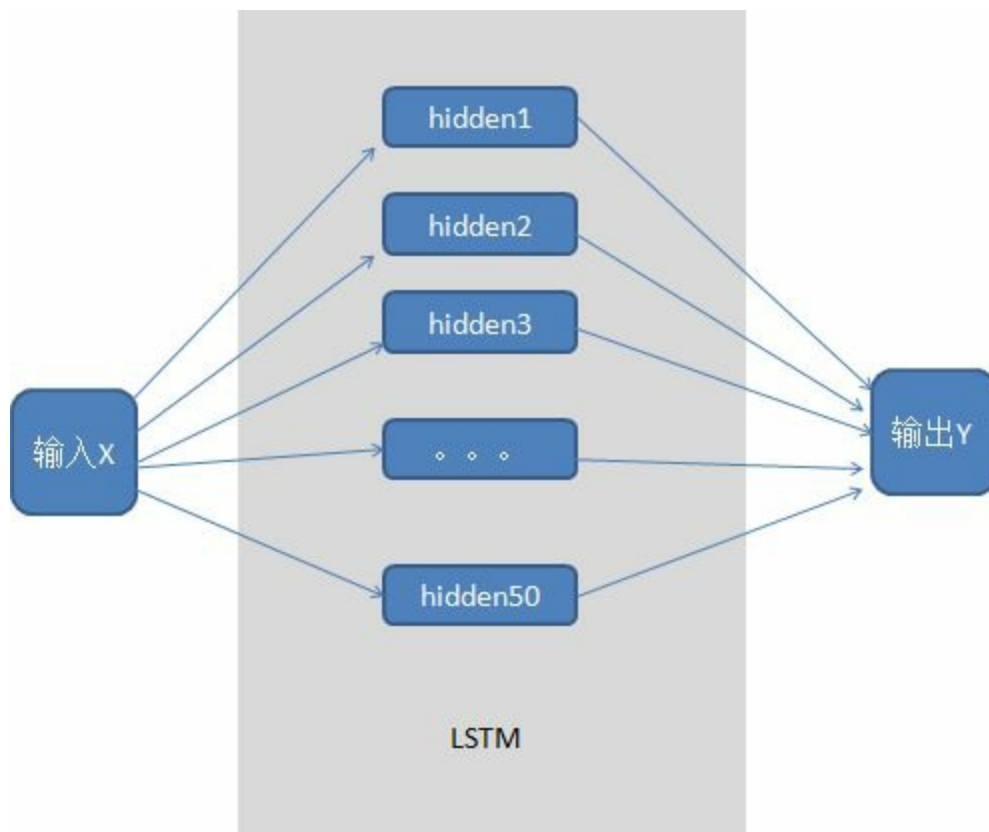 hidden1
hidden2
hidden3
。。。
输入X
输出Y
hidden50
LSTM